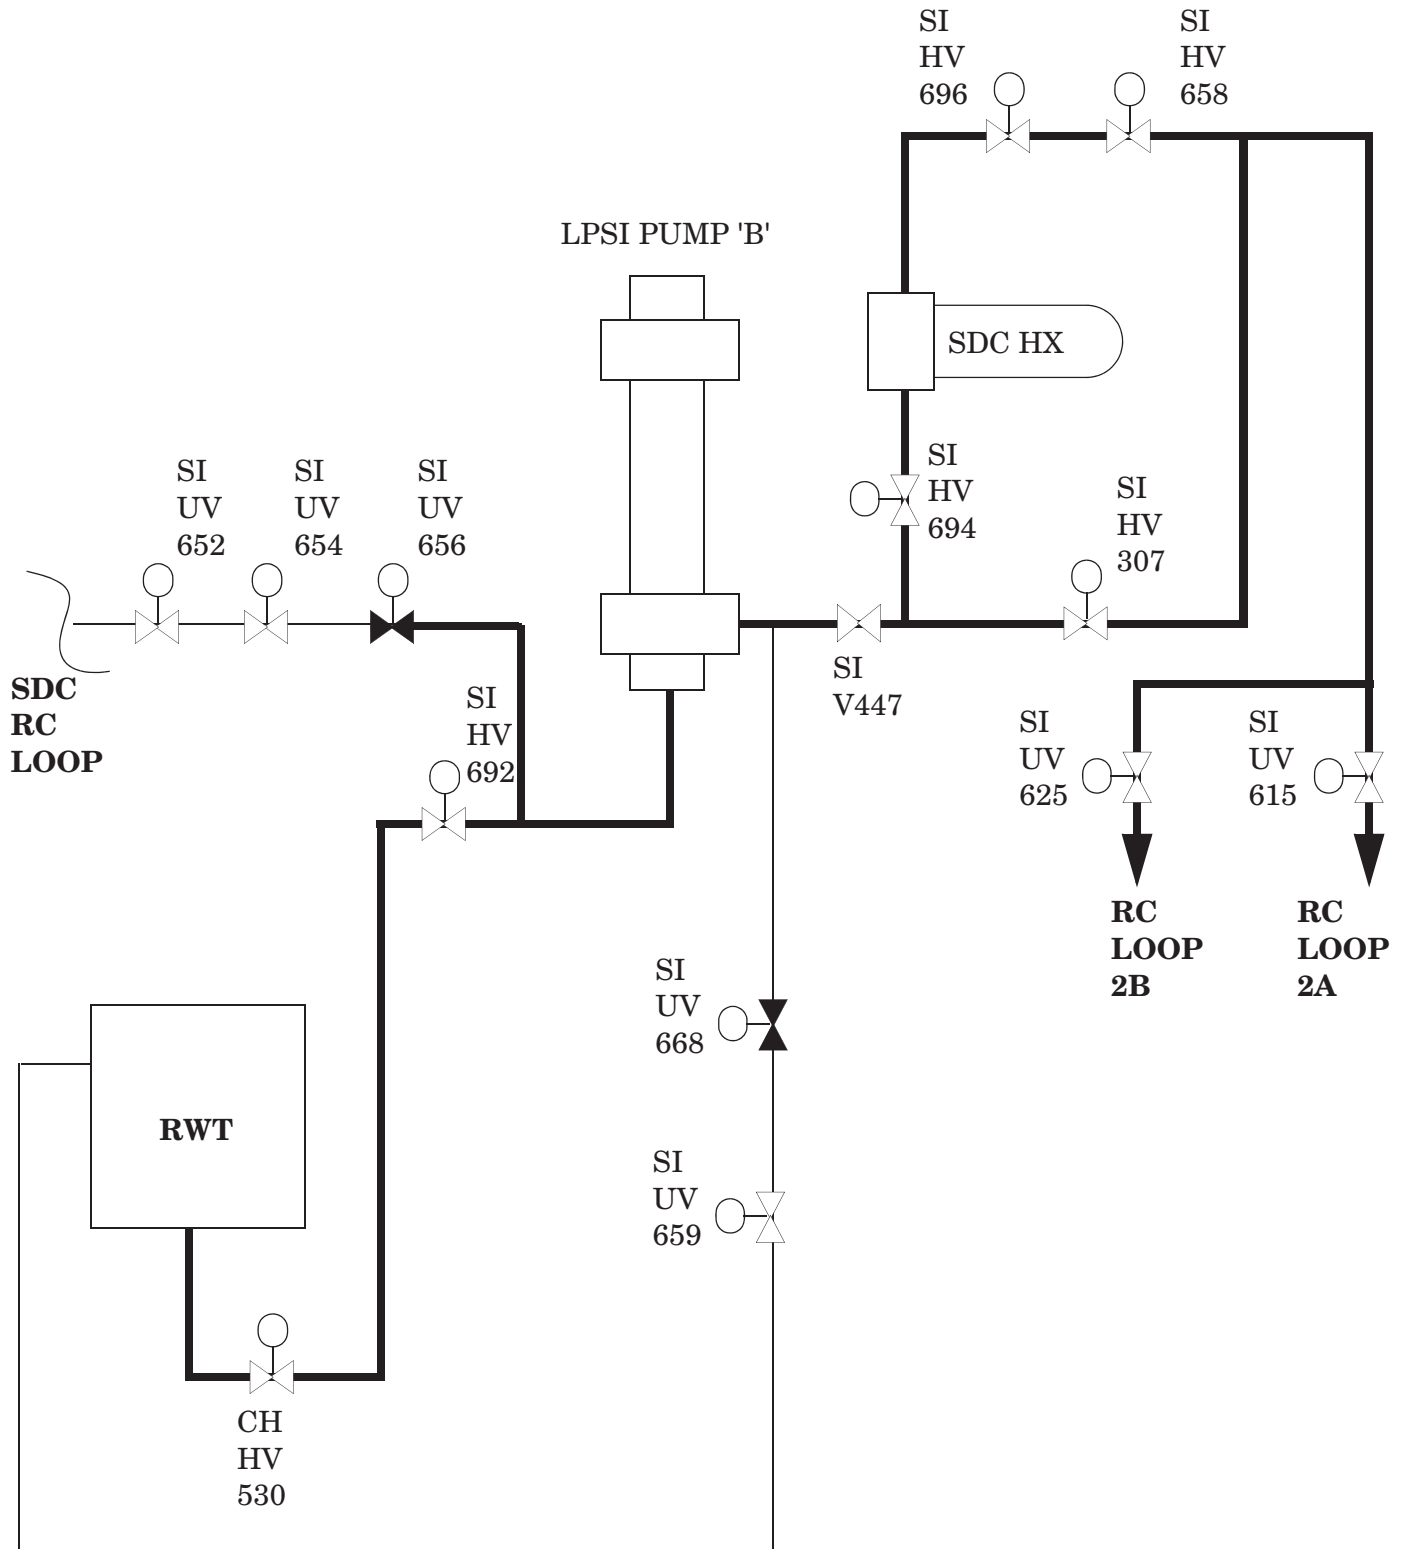 SI
HV
696
SI
HV
658
LPSI PUMP 'B'
SDC HX
SI
HV
694
SI
HV
307
SI
UV
652
SI
UV
654
SI
UV
656
SDC
RC
LOOP
SI
HV
692
SI
V447
SI
UV
625
SI
UV
615
RC
LOOP
2B
RC
LOOP
2A
SI
UV
668
RWT
SI
UV
659
CH
HV
530